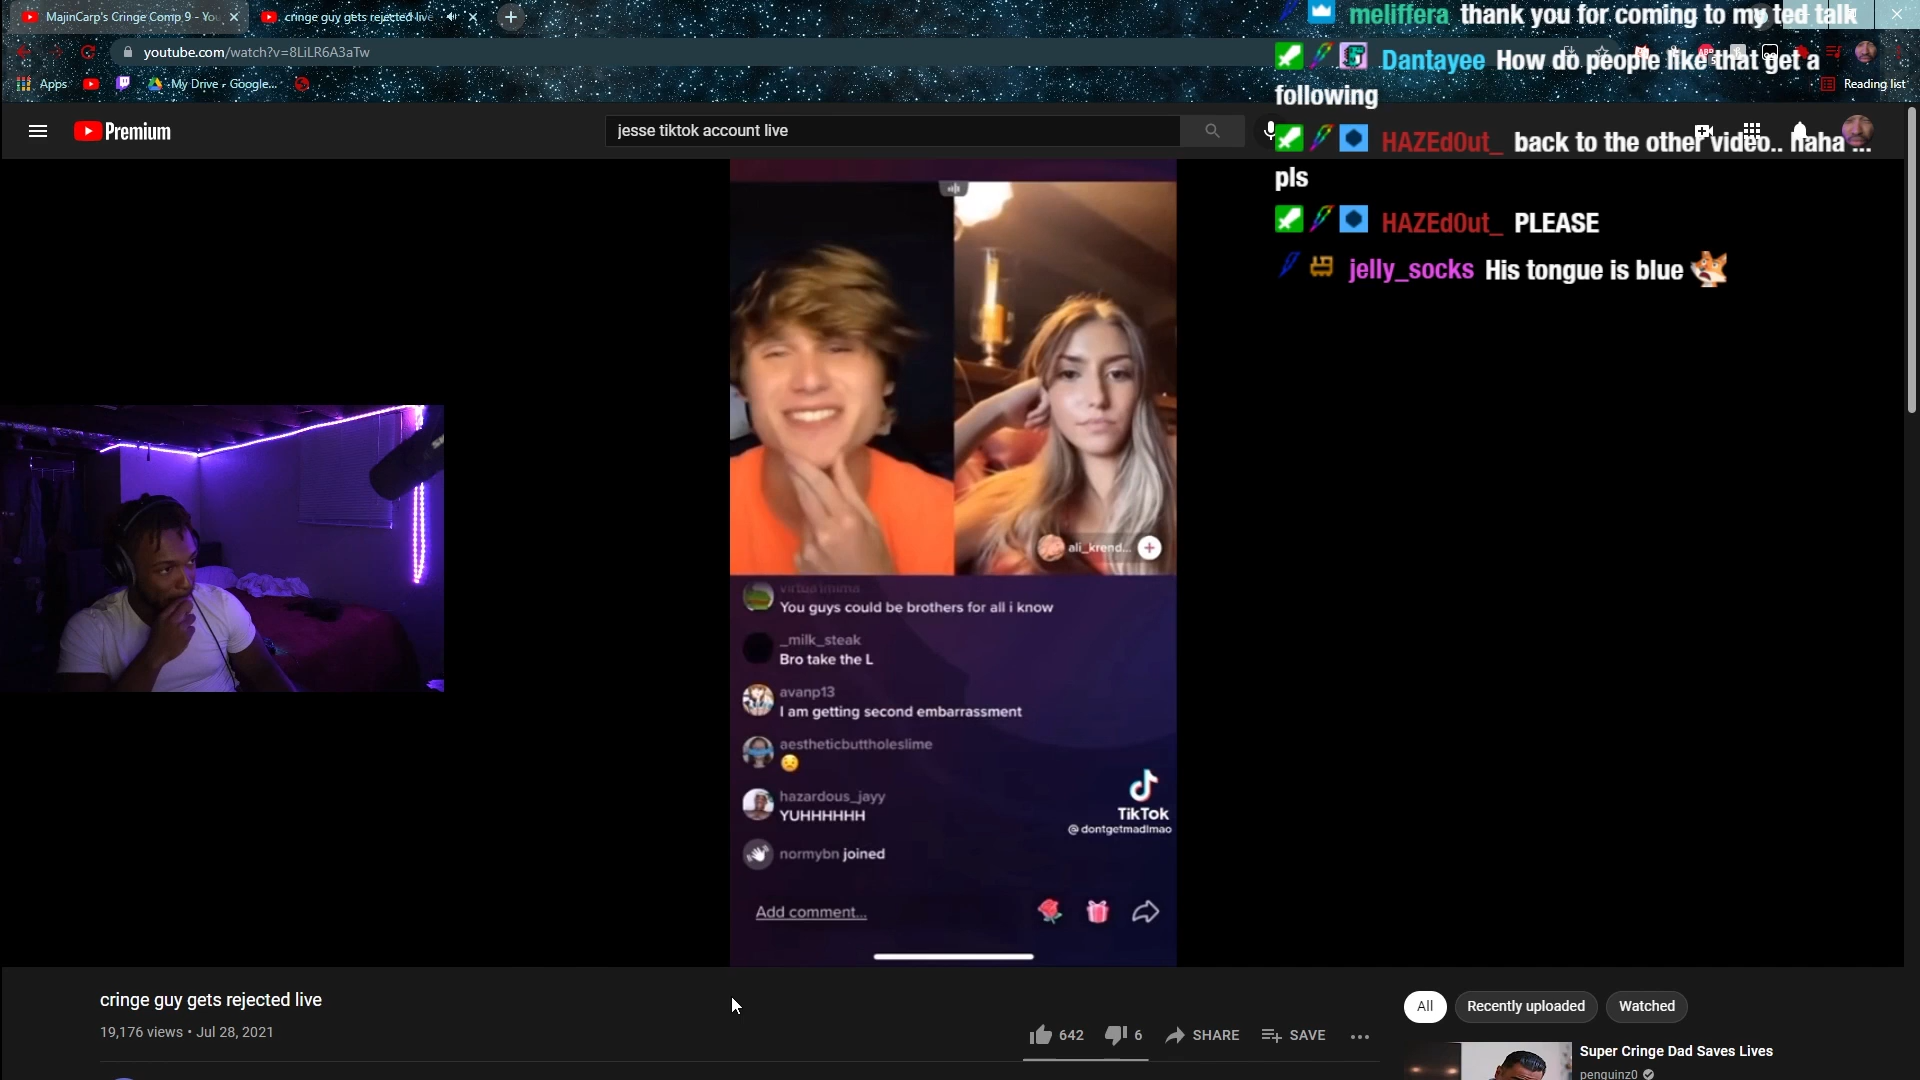 MajinCarp's Cringe Comp 9 - You
cringe guy gets rejected live
youtube.com/watch?v=8LiLR6A3aTw
Apps
My Drive - Google...
Reading list
Premium
jesse tiktok account live
meliffera thank you for coming to my ted talk
Dantayee How do people like that get a
following
HAZEd0ut_ back to the other video.. haha ...
pls
HAZEd0ut_ PLEASE
jelly_socks His tongue is blue
ali_krend...
You guys could be brothers for all i know
_milk_steak
Bro take the L
avanp13
I am getting second embarrassment
aestheticbuttholeslime
😟
hazardous_jayy
YUHHHHHH
normybn joined
TikTok
@dontgetmadlmao
Add comment...
cringe guy gets rejected live
19,176 views • Jul 28, 2021
642
6
SHARE
SAVE
All
Recently uploaded
Watched
Super Cringe Dad Saves Lives
penguinz0